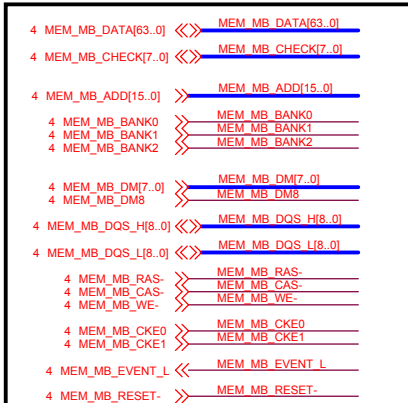 4 MEM_MB_DATA[63..0] MEM_MB_DATA[63..0]
4 MEM_MB_CHECK[7..0] MEM_MB_CHECK[7..0]
4 MEM_MB_ADD[15..0] MEM_MB_ADD[15..0]
4 MEM_MB_BANK0 MEM_MB_BANK0
4 MEM_MB_BANK1 MEM_MB_BANK1
4 MEM_MB_BANK2 MEM_MB_BANK2
4 MEM_MB_DM[7..0] MEM_MB_DM[7..0]
4 MEM_MB_DM8 MEM_MB_DM8
4 MEM_MB_DQS_H[8..0] MEM_MB_DQS_H[8..0]
4 MEM_MB_DQS_L[8..0] MEM_MB_DQS_L[8..0]
4 MEM_MB_RAS- MEM_MB_RAS-
4 MEM_MB_CAS- MEM_MB_CAS-
4 MEM_MB_WE- MEM_MB_WE-
4 MEM_MB_CKE0 MEM_MB_CKE0
4 MEM_MB_CKE1 MEM_MB_CKE1
4 MEM_MB_EVENT_L MEM_MB_EVENT_L
4 MEM_MB_RESET- MEM_MB_RESET-